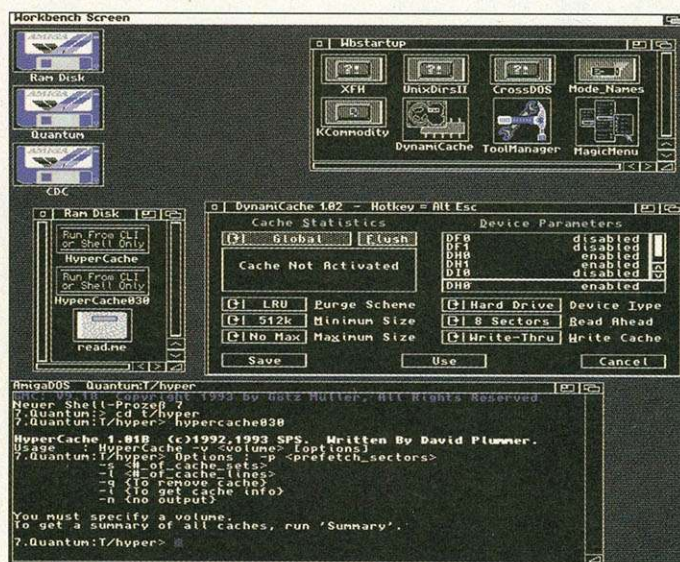 Workbench Screen
Ram Disk
Quantum
CDC
Wbstartup
XFH
UnixDirsII
CrossDOS
Mode_Names
KCommodity
DynamiCache
ToolManager
MagicMenu
Ram Disk
Run From CLI
or Shell Only
HyperCache
Run From CLI
or Shell Only
HyperCache030
read.me
DynamiCache 1.02 - Hotkey = Alt Esc
Cache Statistics
Global
Flush
Cache Not Activated
LRU Purge Scheme
512k Minimum Size
No Max Maximum Size
Device Parameters
DF0 disabled
DF1 disabled
DH0 enabled
DH1 enabled
DI0 disabled
DH0 enabled
Hard Drive Device Type
8 Sectors Read Ahead
Write-Thru Write Cache
Save
Use
Cancel
AmigaDOS Quantum:T/hyper
V9.18 Copyright 1993 by Götz Müller. All Rights Reserved
Neuer Shell-Prozeß 7
7.Quantum:> cd t/hyper
7.Quantum:T/hyper> hypercache030
HyperCache 1.01B (c)1992,1993 SPS. Written By David Plummer.
Usage : HyperCache -v <volume> [options]
7.Quantum:T/hyper> Options : -p <prefetch_sectors>
-s <#_of_cache_sets>
-l <#_of_cache_lines>
-q {To remove cache}
-i {To get cache info}
-n {no output}
You must specify a volume.
To get a summary of all caches, run 'Summary'.
7.Quantum:T/hyper>